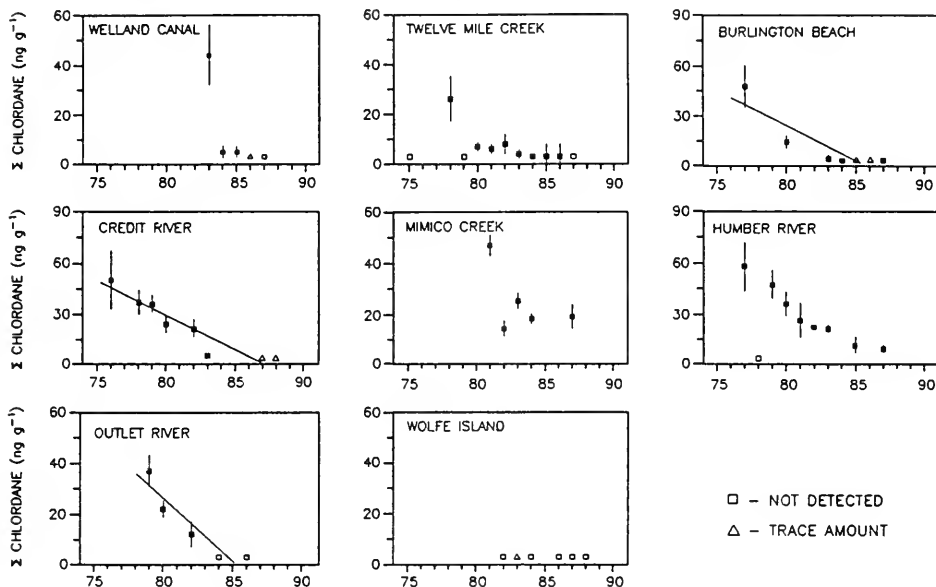 WELLAND CANAL
TWELVE MILE CREEK
BURLINGTON BEACH
Σ CHLORDANE (ng g⁻¹)
60
40
20
0
75 80 85 90
60
40
20
0
75 80 85 90
90
60
30
0
75 80 85 90
CREDIT RIVER
MIMICO CREEK
HUMBER RIVER
Σ CHLORDANE (ng g⁻¹)
90
60
30
0
75 80 85 90
60
40
20
0
75 80 85 90
90
60
30
0
75 80 85 90
OUTLET RIVER
WOLFE ISLAND
Σ CHLORDANE (ng g⁻¹)
60
40
20
0
75 80 85 90
60
40
20
0
75 80 85 90
□ – NOT DETECTED
△ – TRACE AMOUNT